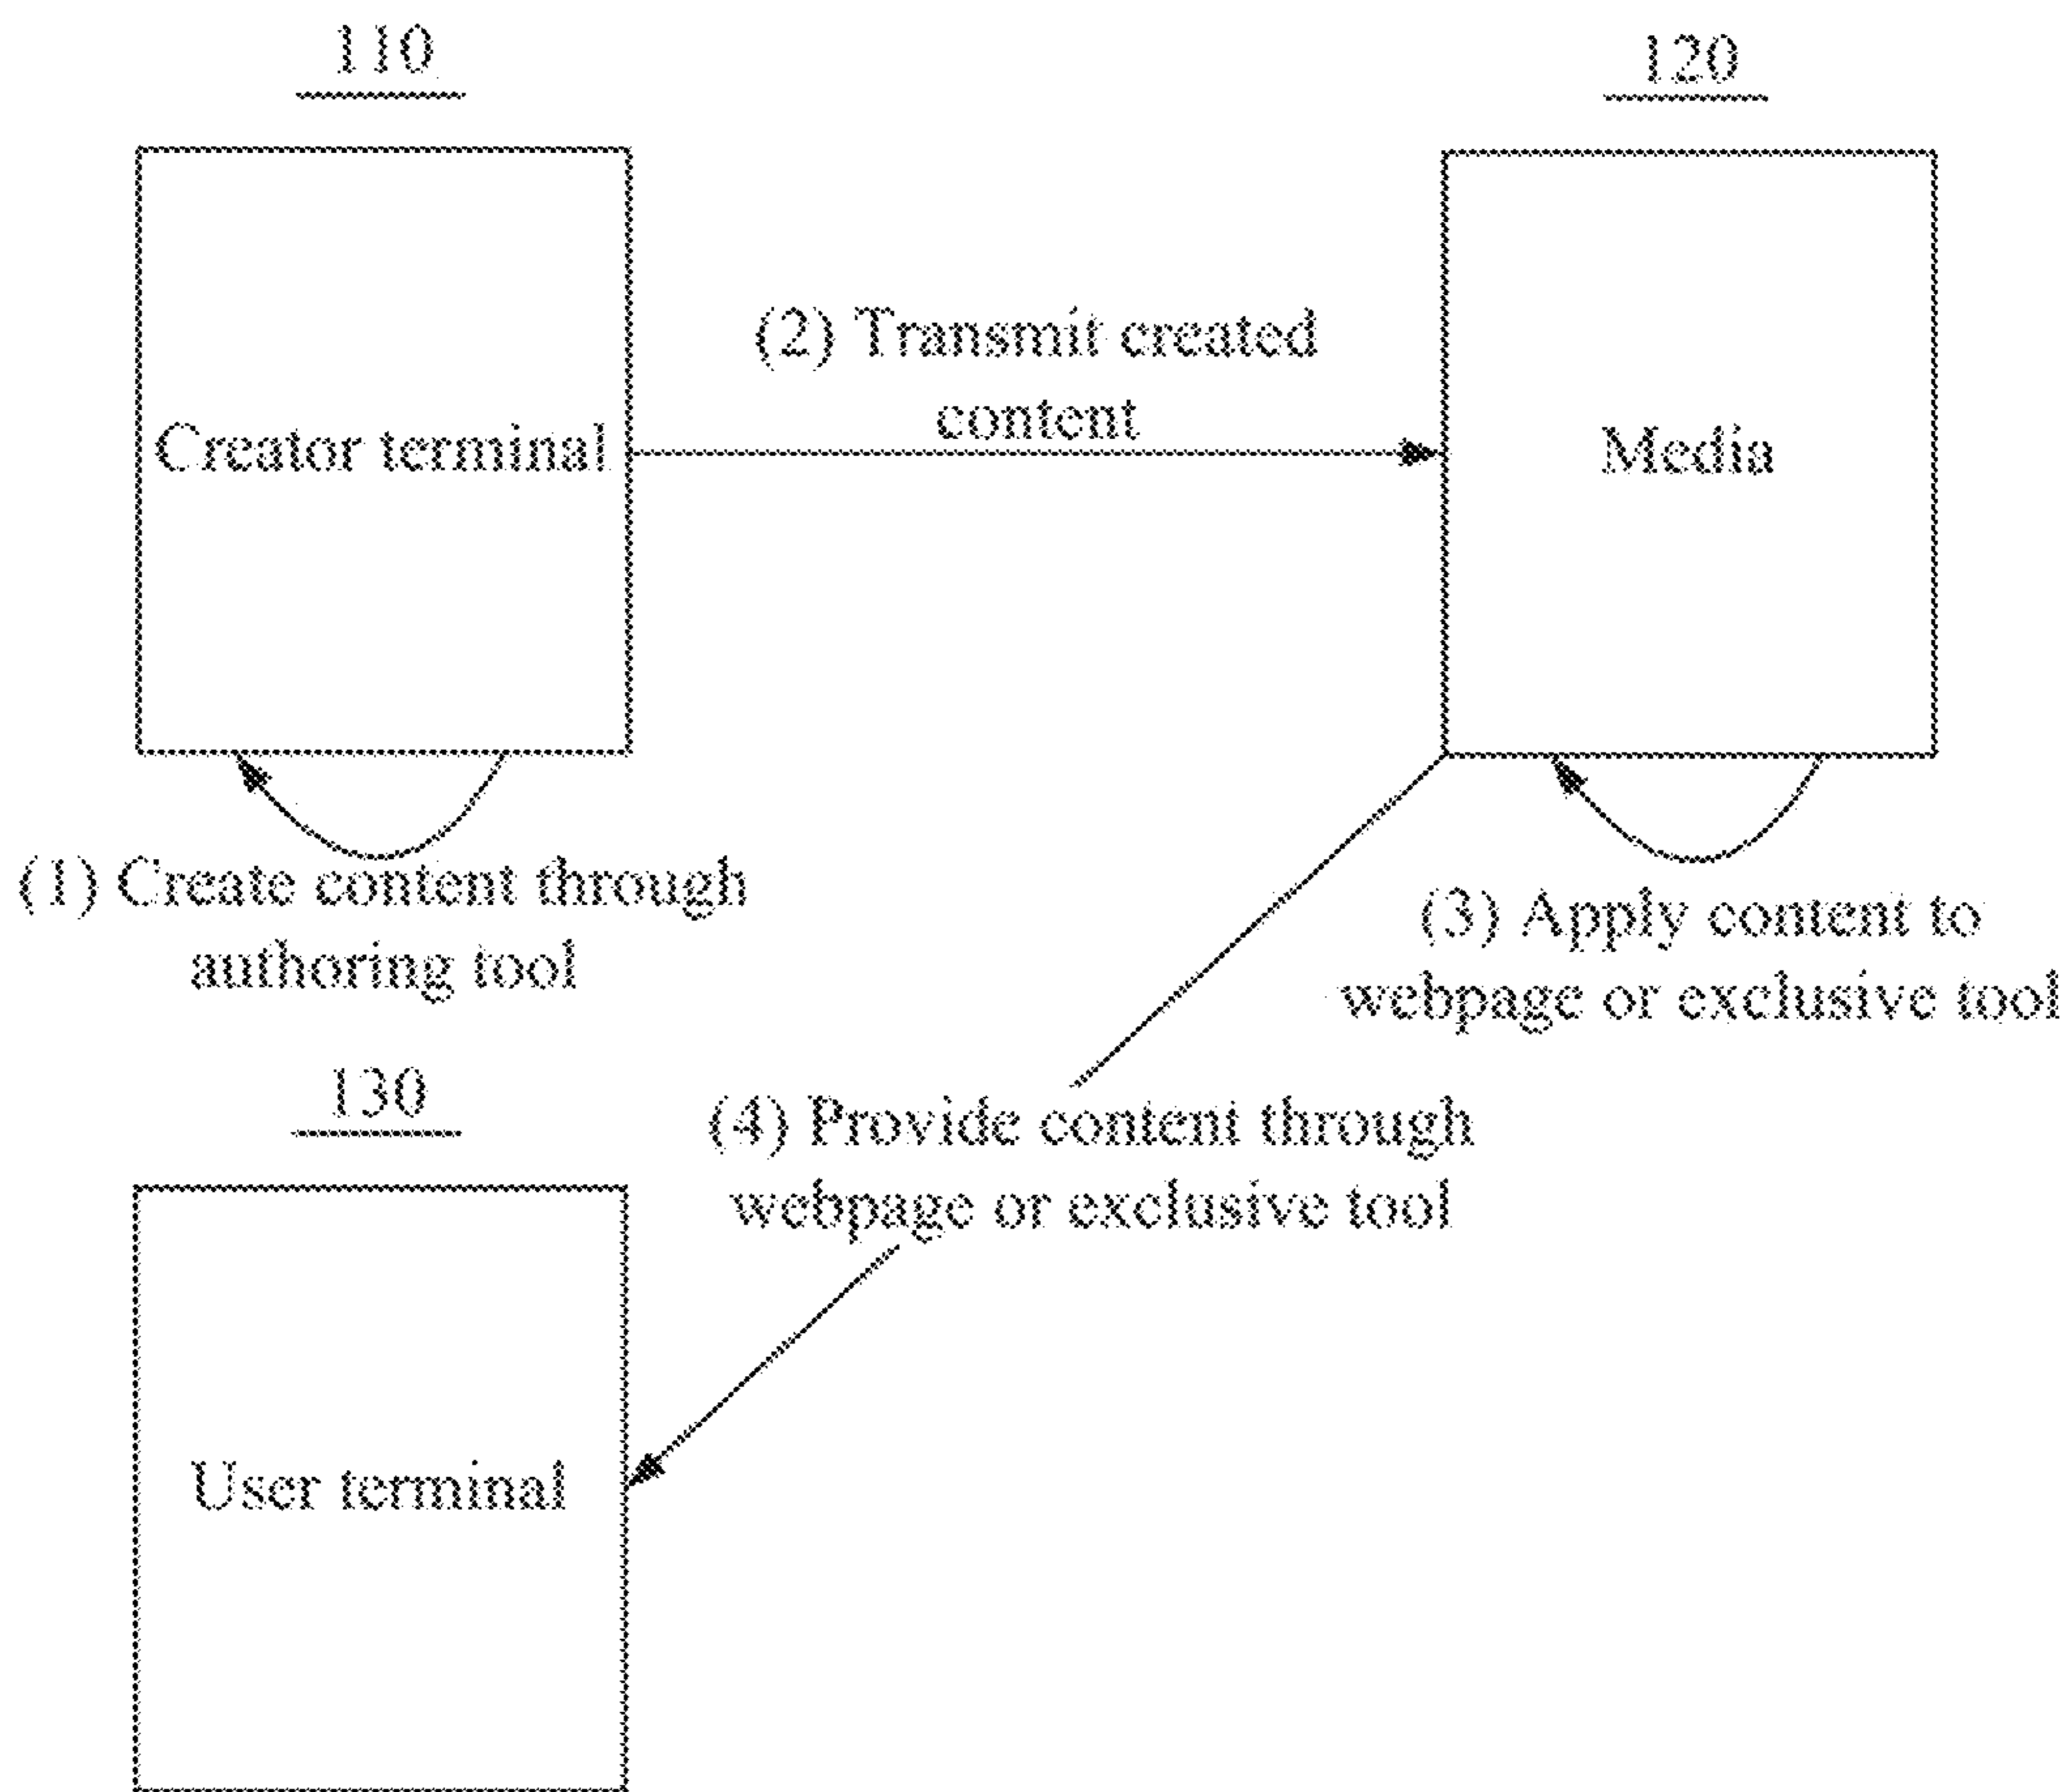 110
120
Creator terminal
(2) Transmit created
content
Media
(1) Create content through
authoring tool
(3) Apply content to
webpage or exclusive tool
130
(4) Provide content through
webpage or exclusive tool
User terminal